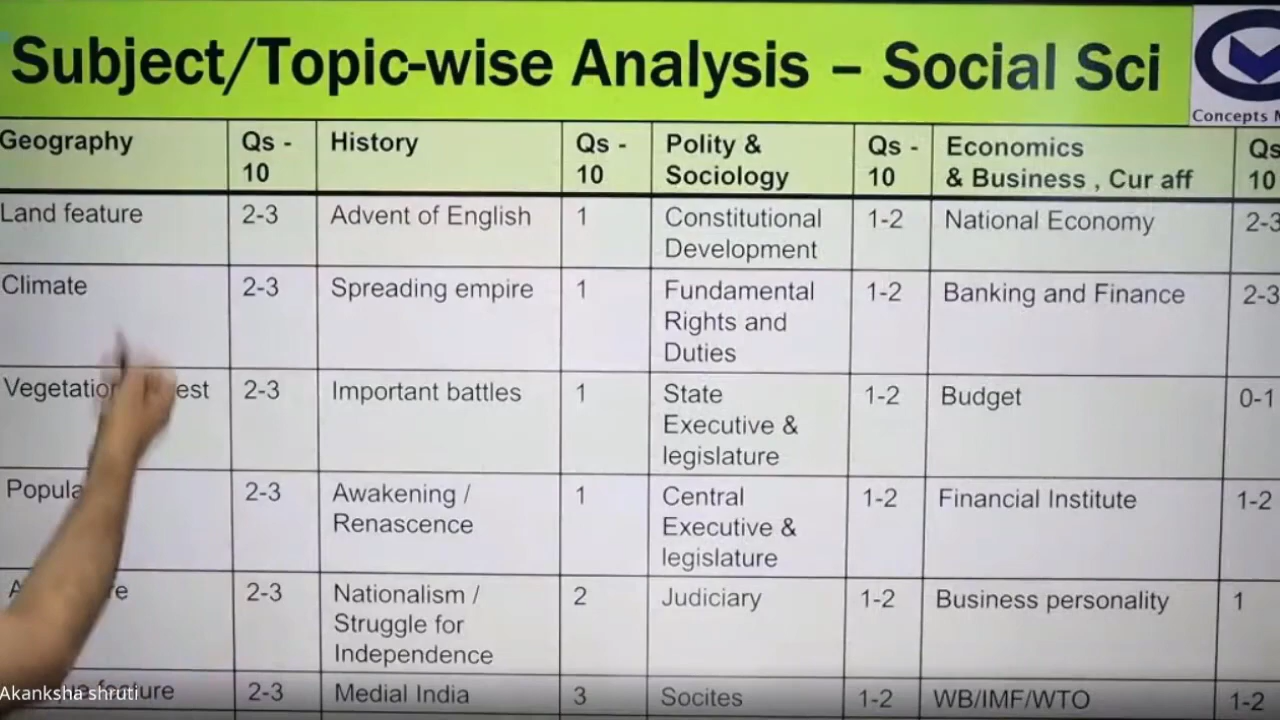 Subject/Topic-wise Analysis – Social Sci
Concepts
Geography
Qs -
10
History
Qs -
10
Polity &
Sociology
Qs -
10
Economics
& Business , Cur aff
Qs
10
Land feature
2-3
Advent of English
1
Constitutional
Development
1-2
National Economy
2-3
Climate
2-3
Spreading empire
1
Fundamental
Rights and
Duties
1-2
Banking and Finance
2-3
2-3
Important battles
1
State
Executive &
legislature
1-2
Budget
0-1
2-3
Awakening /
Renascence
1
Central
Executive &
legislature
1-2
Financial Institute
1-2
2-3
Nationalism /
Struggle for
Independence
2
Judiciary
1-2
Business personality
1
Akanksha shruti
feature
2-3
Medial India
3
Socites
1-2
WB/IMF/WTO
1-2